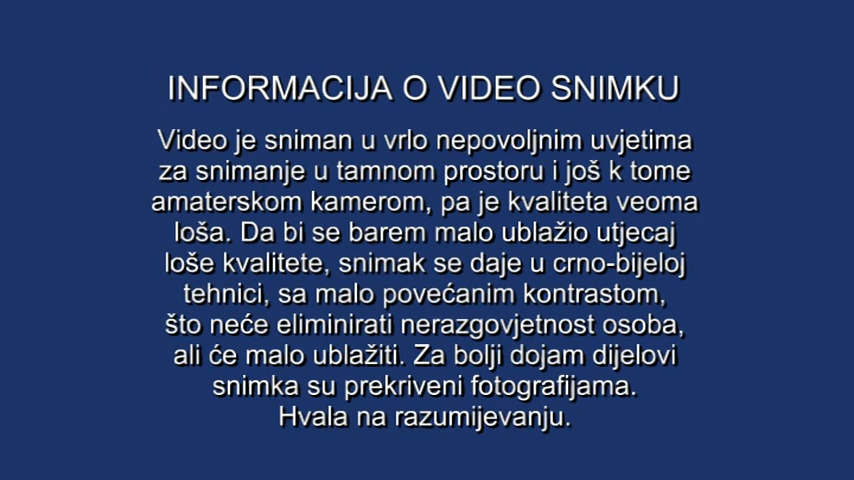 INFORMACIJA O VIDEO SNIMKU
Video je sniman u vrlo nepovoljnim uvjetima
za snimanje u tamnom prostoru i još k tome
amaterskom kamerom, pa je kvaliteta veoma
loša. Da bi se barem malo ublažio utjecaj
loše kvalitete, snimak se daje u crno-bijeloj
tehnici, sa malo povećanim kontrastom,
što neće eliminirati nerazgovjetnost osoba,
ali će malo ublažiti. Za bolji dojam dijelovi
snimka su prekriveni fotografijama.
Hvala na razumijevanju.